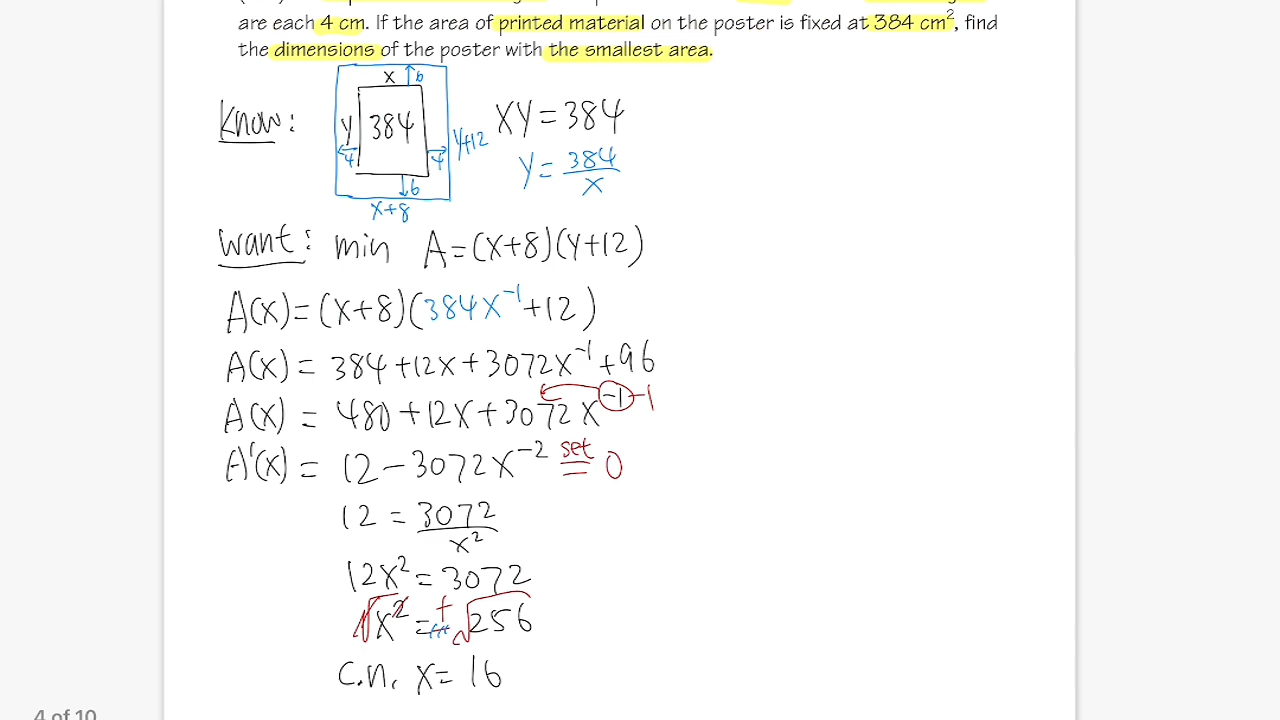 are each 4 cm. If the area of printed material on the poster is fixed at 384 cm², find
the dimensions of the poster with the smallest area.
Know:
x
6
y
384
4
4
y+12
6
x+8
XY = 384
Y = 384/x
Want: min A=(x+8)(y+12)
A(x) = (x+8)(384x⁻¹+12)
A(x) = 384+12x+3072x⁻¹+96
A(x) = 480+12x+3072x⁻¹ -1
A'(x) = 12-3072x⁻² set = 0
12 = 3072/x²
12x² = 3072
√x² = ±√256
C.n. x = 16
4 of 10